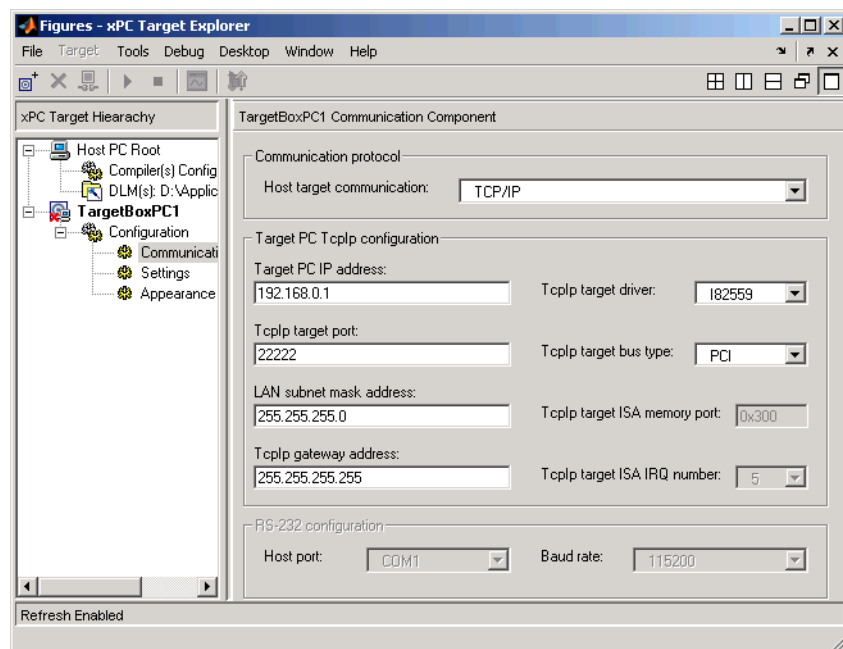 Figures - xPC Target Explorer
File Target Tools Debug Desktop Window Help
xPC Target Hiearachy
TargetBoxPC1 Communication Component
Host PC Root
Compiler(s) Config
DLM(s): D:\Applic
TargetBoxPC1
Configuration
Communicati
Settings
Appearance
Communication protocol
Host target communication: TCP/IP
Target PC TcpIp configuration
Target PC IP address:
192.168.0.1
TcpIp target driver: I82559
TcpIp target port:
22222
TcpIp target bus type: PCI
LAN subnet mask address:
255.255.255.0
TcpIp target ISA memory port: 0x300
TcpIp gateway address:
255.255.255.255
TcpIp target ISA IRQ number: 5
RS-232 configuration
Host port: COM1 Baud rate: 115200
Refresh Enabled